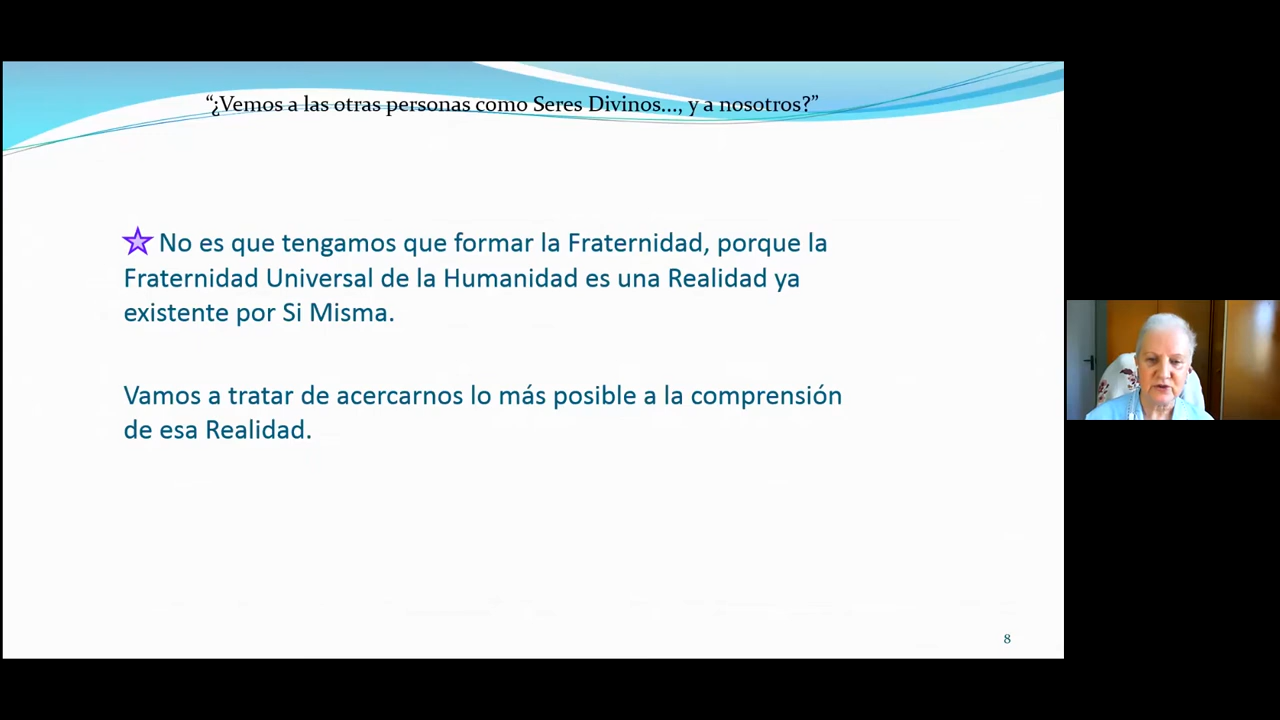 “¿Vemos a las otras personas como Seres Divinos..., y a nosotros?”
No es que tengamos que formar la Fraternidad, porque la
Fraternidad Universal de la Humanidad es una Realidad ya
existente por Si Misma.
Vamos a tratar de acercarnos lo más posible a la comprensión
de esa Realidad.
8